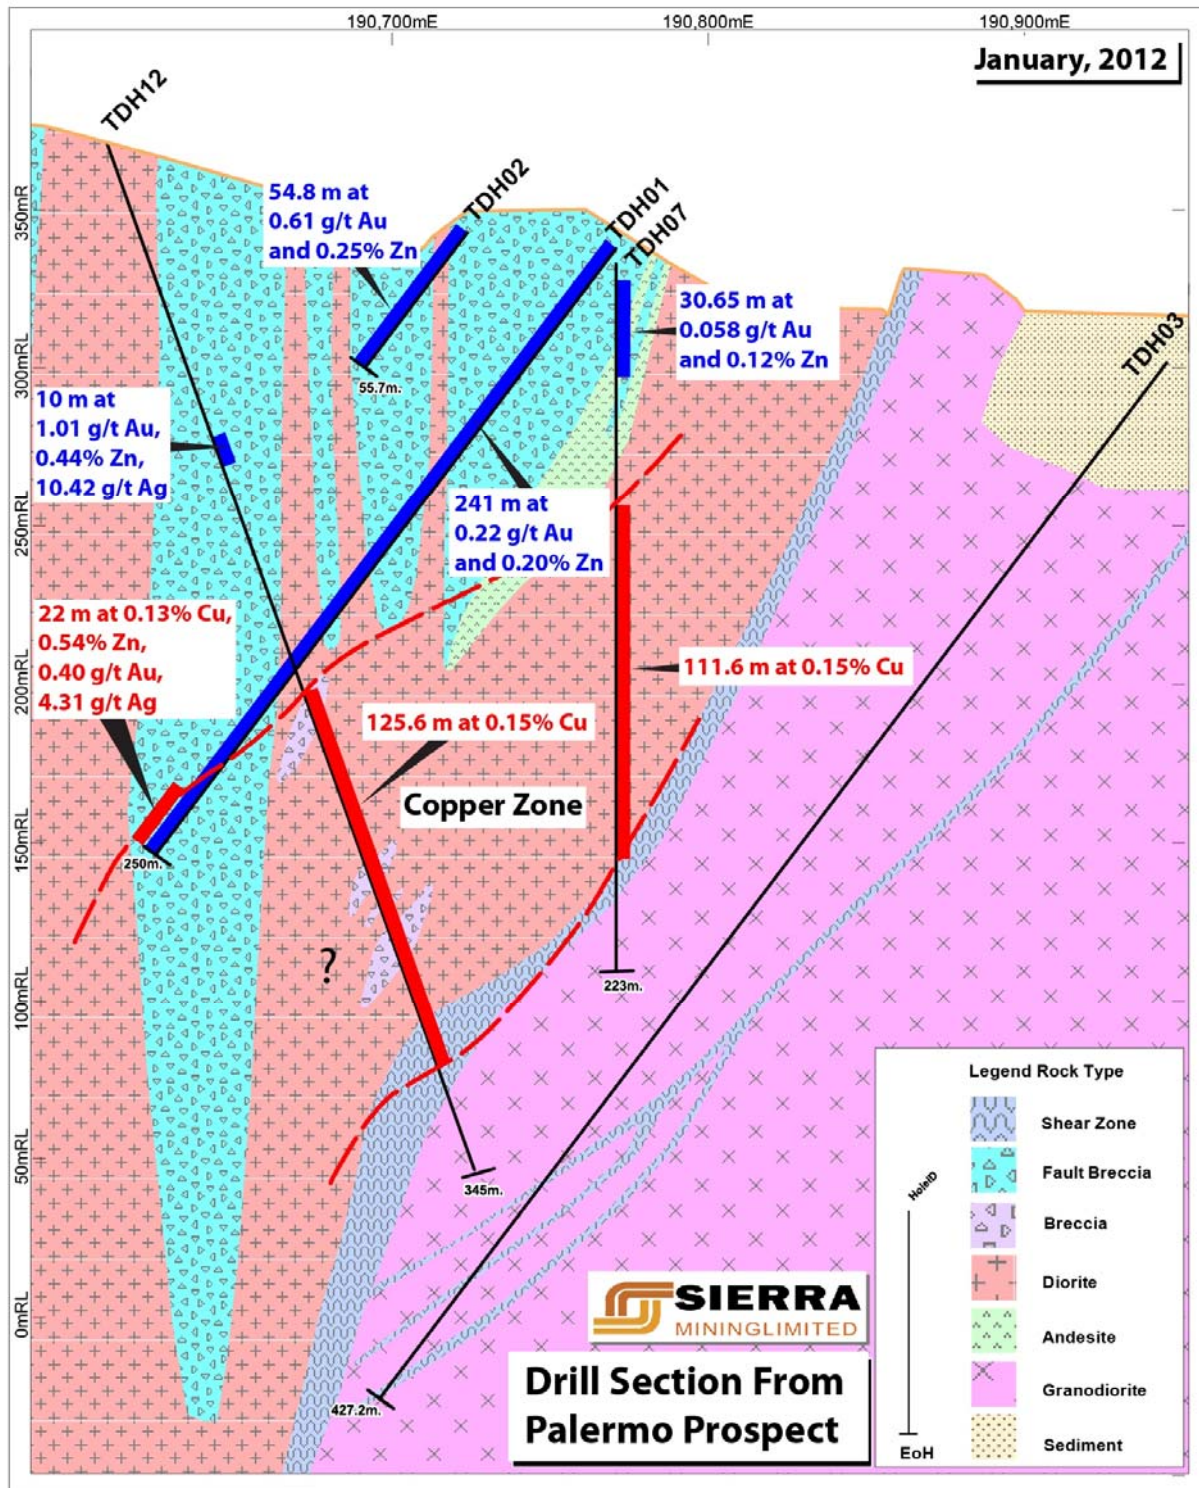 190,700mE
190,800mE
190,900mE
January, 2012
TDH12
TDH02
TDH01
TDH07
TDH03
350mR
300mRL
250mRL
200mRL
150mRL
100mRL
50mRL
0mRL
54.8 m at
0.61 g/t Au
and 0.25% Zn
55.7m.
30.65 m at
0.058 g/t Au
and 0.12% Zn
10 m at
1.01 g/t Au,
0.44% Zn,
10.42 g/t Ag
241 m at
0.22 g/t Au
and 0.20% Zn
22 m at 0.13% Cu,
0.54% Zn,
0.40 g/t Au,
4.31 g/t Ag
111.6 m at 0.15% Cu
125.6 m at 0.15% Cu
Copper Zone
250m.
?
223m.
345m.
427.2m.
Legend Rock Type
Shear Zone
Fault Breccia
Breccia
Diorite
Andesite
Granodiorite
Sediment
HoleID
EoH
SIERRA
MININGLIMITED
Drill Section From
Palermo Prospect